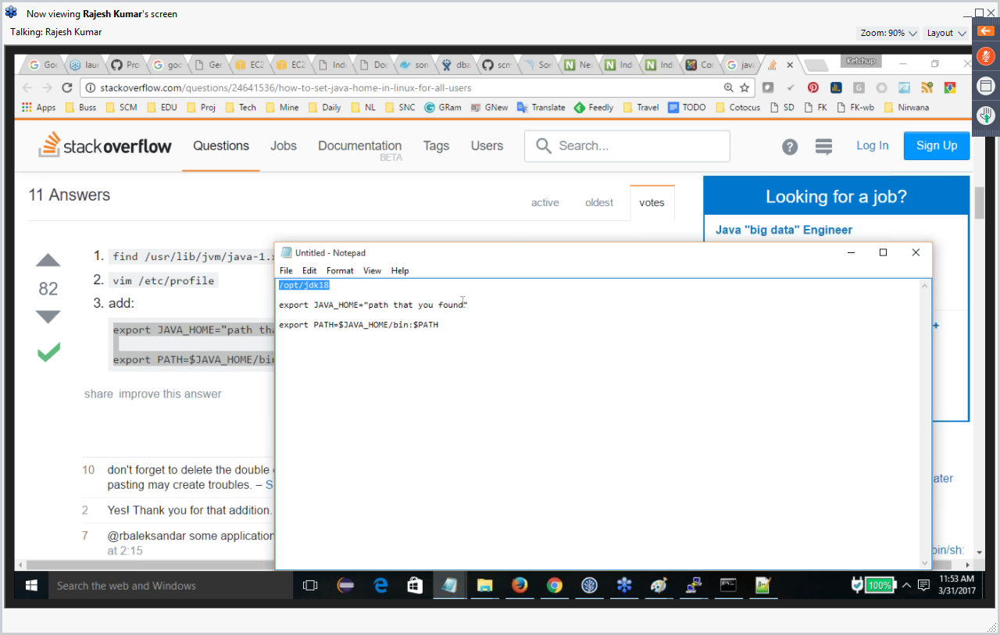 Now viewing Rajesh Kumar's screen
Talking: Rajesh Kumar
Zoom: 90%
Layout
Goo
laun
Pro
goo
Ge
EC2
EC2
Ind
Do
son
dba
scm
Sor
Ne
Ind
Ind
Co
java
Ketchup
stackoverflow.com/questions/24641536/how-to-set-java-home-in-linux-for-all-users
Apps
Buss
SCM
EDU
Proj
Tech
Mine
Daily
NL
SNC
GRam
GNew
Translate
Feedly
Travel
TODO
Cotocus
SD
FK
FK-wb
Nirwana
stackoverflow
Questions
Jobs
Documentation
BETA
Tags
Users
Search...
Log In
Sign Up
11 Answers
active
oldest
votes
Looking for a job?
Java "big data" Engineer
82
1. find /usr/lib/jvm/java-1.x
2. vim /etc/profile
3. add:
export JAVA_HOME="path tha
export PATH=$JAVA_HOME/bin
share improve this answer
10 don't forget to delete the double
pasting may create troubles. – S
2 Yes! Thank you for that addition.
7 @rbaleksandar some application
at 2:15
Untitled - Notepad
File Edit Format View Help
/opt/jdk18
export JAVA_HOME="path that you found"
export PATH=$JAVA_HOME/bin:$PATH
+
ater
bin/sh:
Search the web and Windows
100%
11:53 AM
3/31/2017